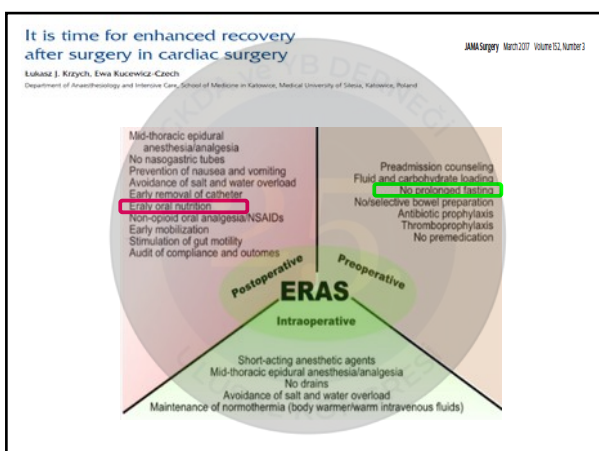 It is time for enhanced recovery
after surgery in cardiac surgery
Łukasz J. Krzych, Ewa Kucewicz-Czech
Department of Anaesthesiology and Intensive Care, School of Medicine in Katowice, Medical University of Silesia, Katowice, Poland
JAMA Surgery March 2017 Volume 152, Number 3
Mid-thoracic epidural
anesthesia/analgesia
No nasogastric tubes
Prevention of nausea and vomiting
Avoidance of salt and water overload
Early removal of catheter
Eraly oral nutrition
Non-opioid oral analgesia/NSAIDs
Early mobilization
Stimulation of gut motility
Audit of compliance and outcomes
Preadmission counseling
Fluid and carbohydrate loading
No prolonged fasting
No/selective bowel preparation
Antibiotic prophylaxis
Thromboprophylaxis
No premedication
Postoperative
Preoperative
ERAS
Intraoperative
Short-acting anesthetic agents
Mid-thoracic epidural anesthesia/analgesia
No drains
Avoidance of salt and water overload
Maintenance of normothermia (body warmer/warm intravenous fluids)